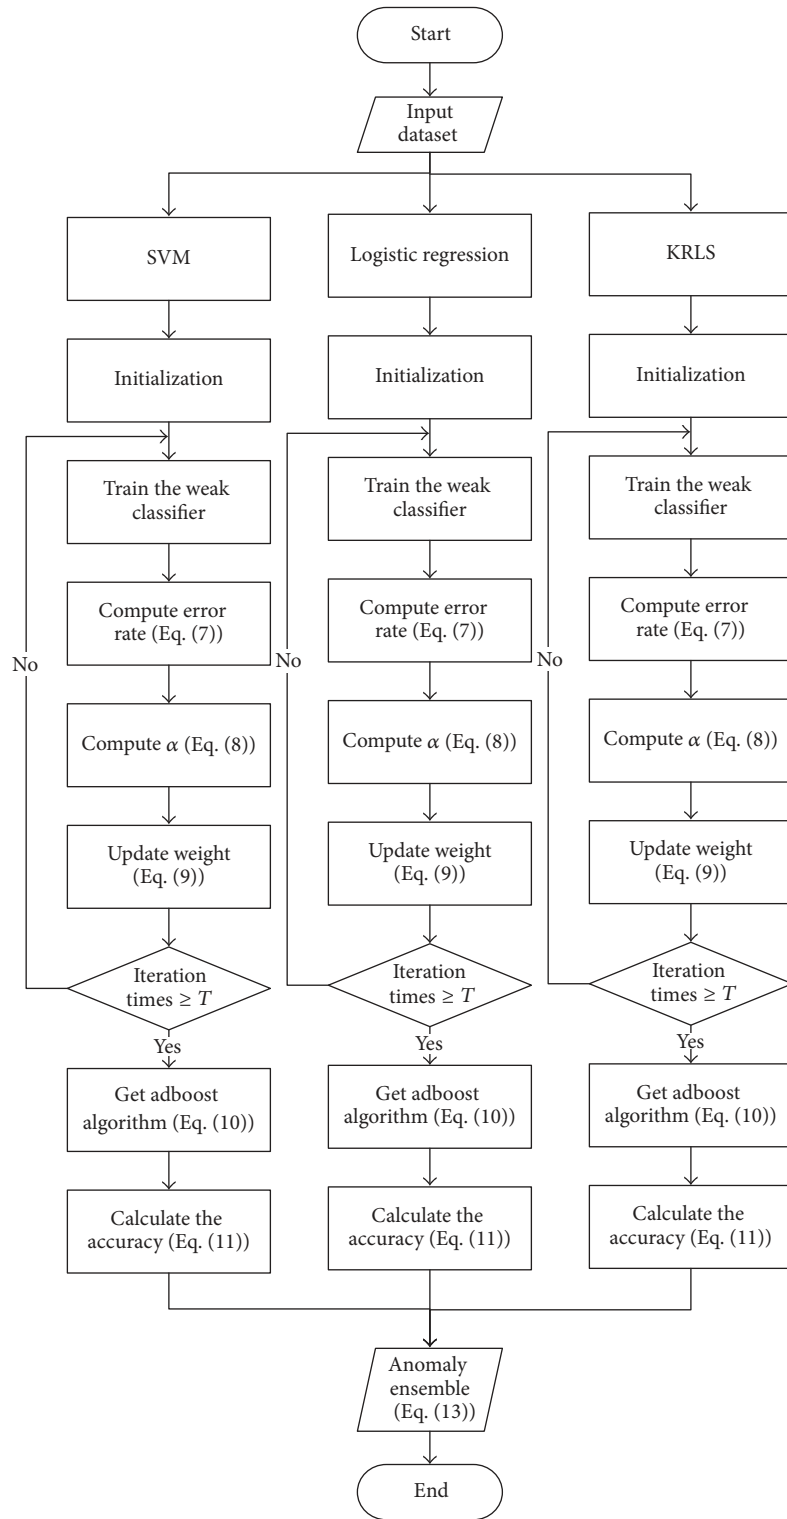 Start
Input
dataset
SVM
Logistic regression
KRLS
Initialization
Initialization
Initialization
Train the weak
classifier
Train the weak
classifier
Train the weak
classifier
Compute error
rate (Eq. (7))
Compute error
rate (Eq. (7))
Compute error
rate (Eq. (7))
No
No
No
Compute α (Eq. (8))
Compute α (Eq. (8))
Compute α (Eq. (8))
Update weight
(Eq. (9))
Update weight
(Eq. (9))
Update weight
(Eq. (9))
Iteration
times ≥ T
Iteration
times ≥ T
Iteration
times ≥ T
Yes
Yes
Yes
Get adboost
algorithm (Eq. (10))
Get adboost
algorithm (Eq. (10))
Get adboost
algorithm (Eq. (10))
Calculate the
accuracy (Eq. (11))
Calculate the
accuracy (Eq. (11))
Calculate the
accuracy (Eq. (11))
Anomaly
ensemble
(Eq. (13))
End